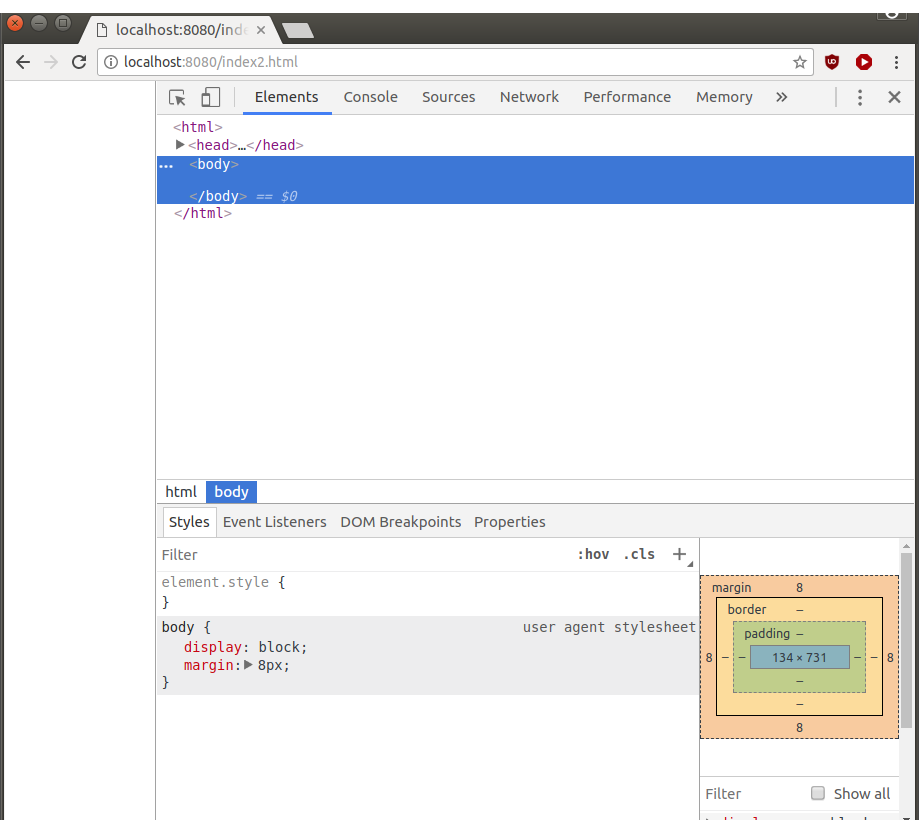 localhost:8080/inde
localhost:8080/index2.html
Elements Console Sources Network Performance Memory »
<html>
▶<head>…</head>
… <body>
</body> == $0
</html>
html body
Styles Event Listeners DOM Breakpoints Properties
Filter :hov .cls +
element.style {
}
body { user agent stylesheet
display: block;
margin:▶8px;
}
margin 8
border –
padding –
8 – – 134 × 731 – – 8
–
–
8
Filter Show all